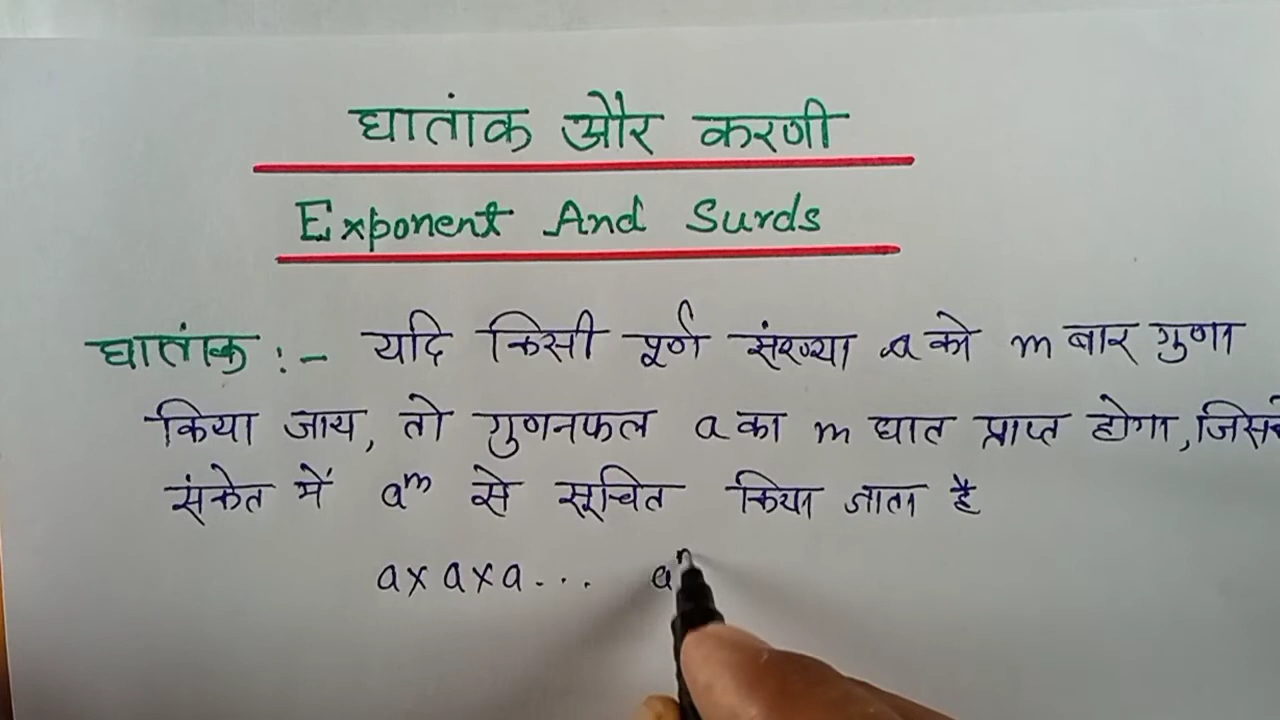 घातांक और करणी
Exponent And Surds
घातांक :- यदि किसी पूर्ण संख्या a को m बार गुणा
किया जाय, तो गुणनफल a का m घात प्राप्त होगा,
संकेत में a^m से सूचित किया जाता है
a×a×a... a